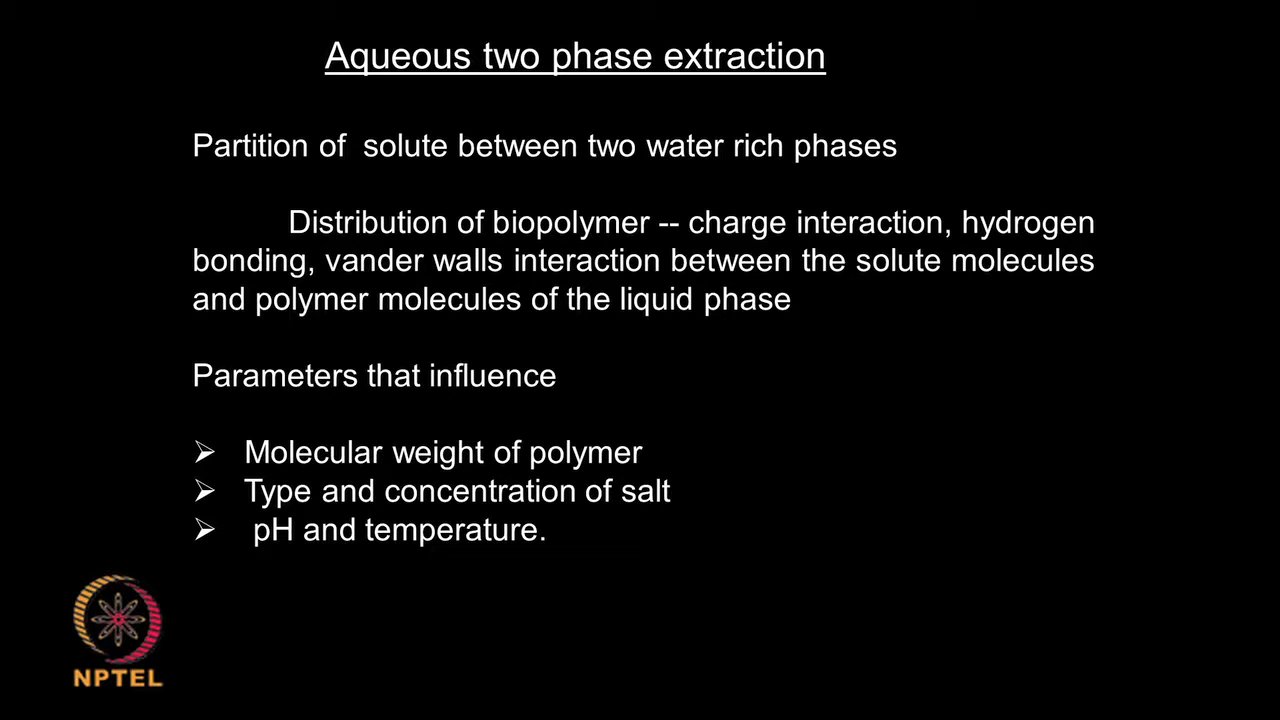 Aqueous two phase extraction
Partition of solute between two water rich phases
Distribution of biopolymer -- charge interaction, hydrogen
bonding, vander walls interaction between the solute molecules
and polymer molecules of the liquid phase
Parameters that influence
➢ Molecular weight of polymer
➢ Type and concentration of salt
➢ pH and temperature.
NPTEL